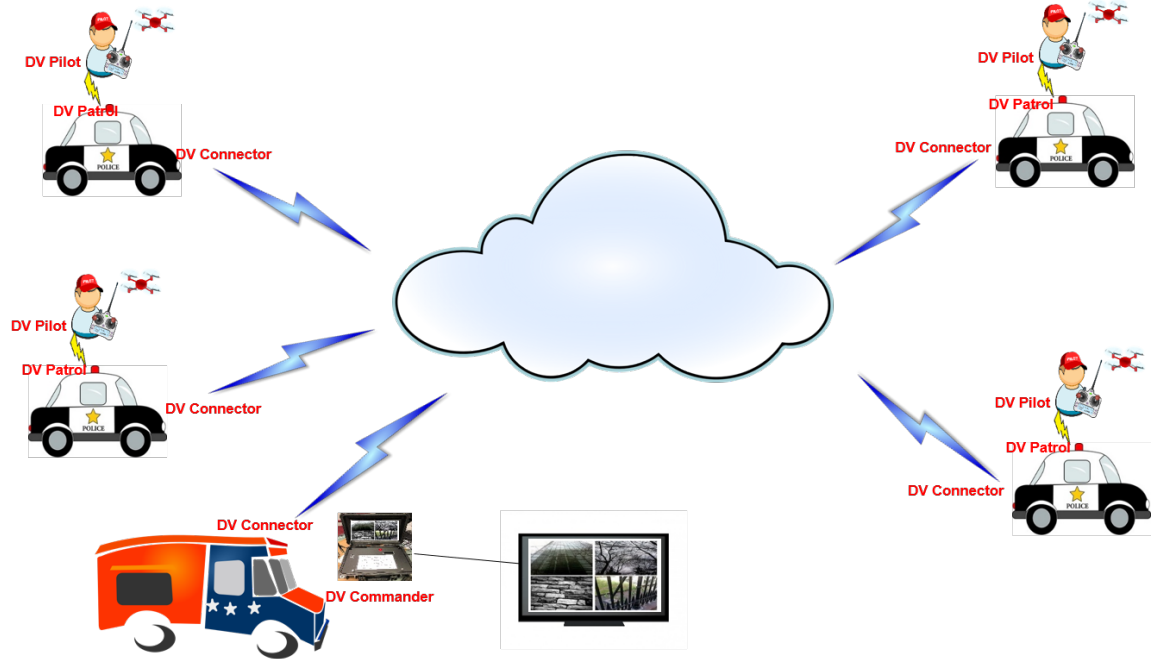 DV Pilot
DV Patrol
DV Connector
POLICE
DV Pilot
DV Patrol
DV Connector
POLICE
DV Pilot
DV Patrol
DV Connector
POLICE
DV Pilot
DV Patrol
DV Connector
POLICE
DV Connector
DV Commander